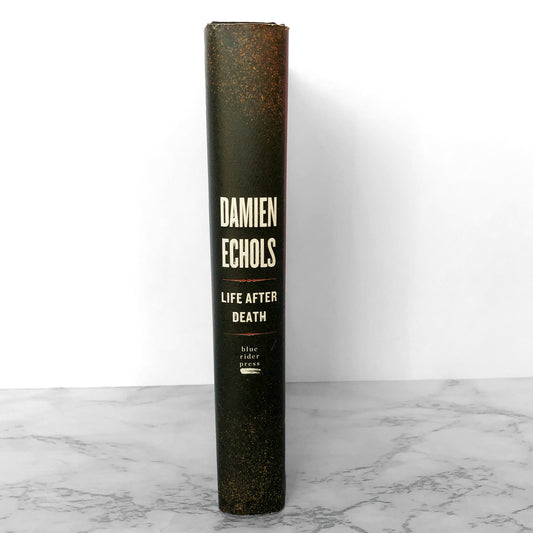 DAMIEN
ECHOLS
LIFE AFTER
DEATH
blue
rider
press